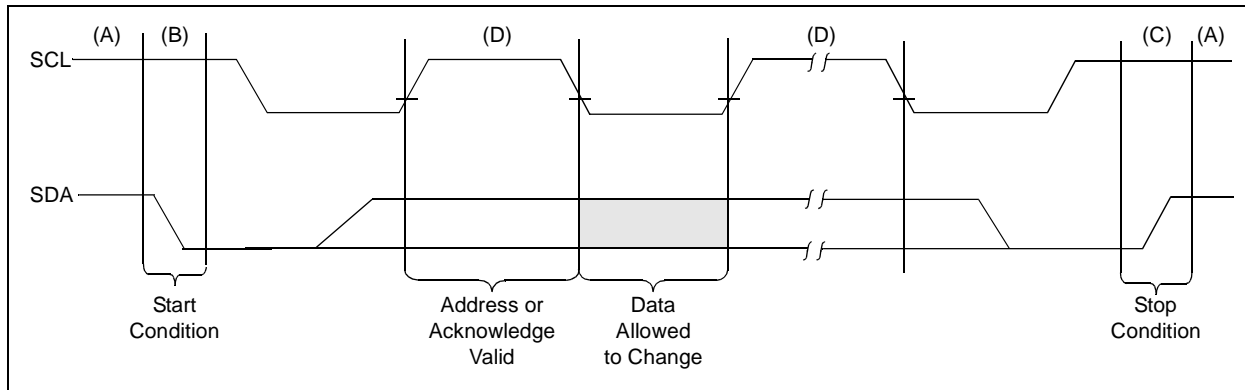 (A) (B) (D) (D) (C) (A)
SCL
SDA
Start
Condition
Address or
Acknowledge
Valid
Data
Allowed
to Change
Stop
Condition